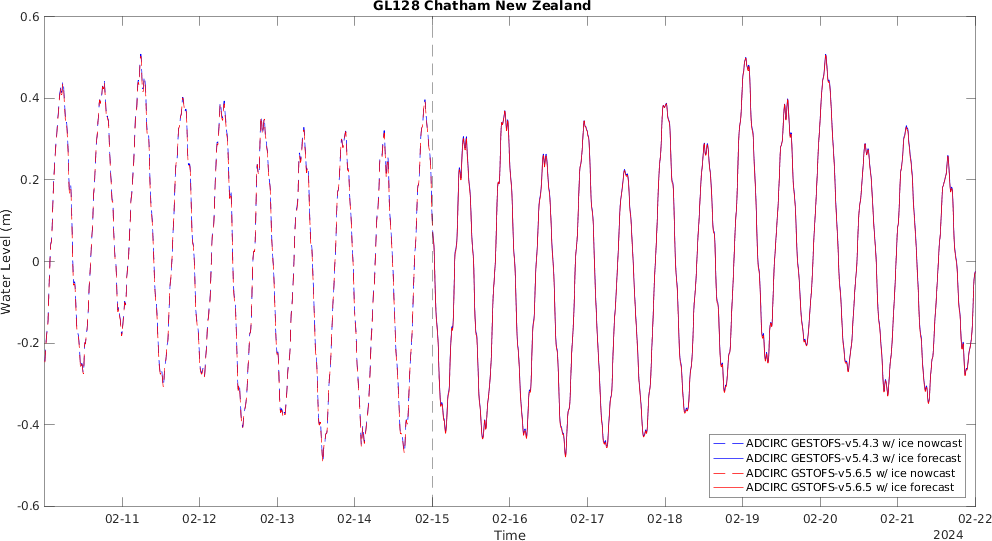 GL128 Chatham New Zealand
0.6
0.4
0.2
0
-0.2
-0.4
-0.6
Water Level (m)
ADCIRC GESTOFS-v5.4.3 w/ ice nowcast
ADCIRC GESTOFS-v5.4.3 w/ ice forecast
ADCIRC GSTOFS-v5.6.5 w/ ice nowcast
ADCIRC GSTOFS-v5.6.5 w/ ice forecast
02-11 02-12 02-13 02-14 02-15 02-16 02-17 02-18 02-19 02-20 02-21 02-22
Time
2024